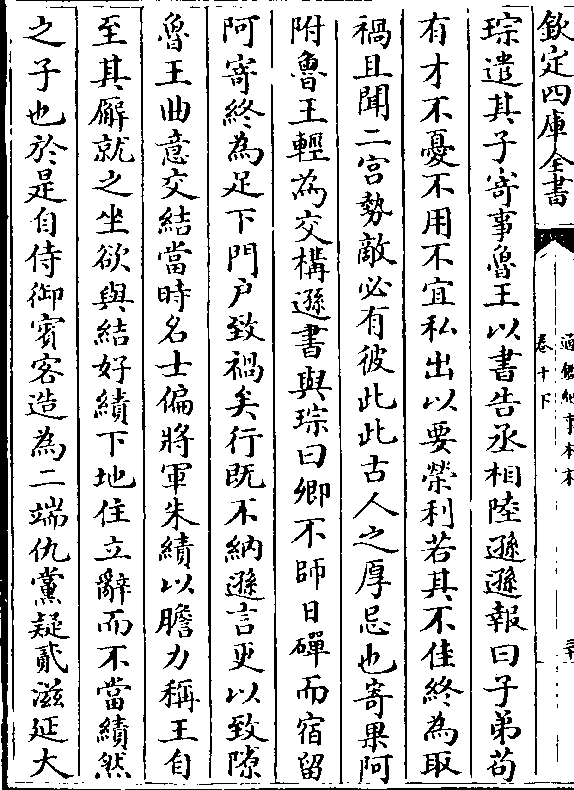 欽定四庫全書
通鑑紀事本末
卷十下
琮遣其子寄事魯王以書告丞相陸遜遜報曰子弟茍
有才不憂不用不宜私出以要榮利若其不佳終為取
禍且聞二宮勢敵必有彼此此古人之厚忌也寄果阿
附魯王輕為交構遜書與琮曰卿不師日磾而宿留
阿寄終為足下門户致禍矣行既不納遜言更以致隙
魯王曲意交結當時名士偏將軍朱績以膽力稱王自
至其廨就之坐欲與結好績下地住立辭而不當績然
之子也於是自侍御賓客造為二端仇黨疑貳滋延大